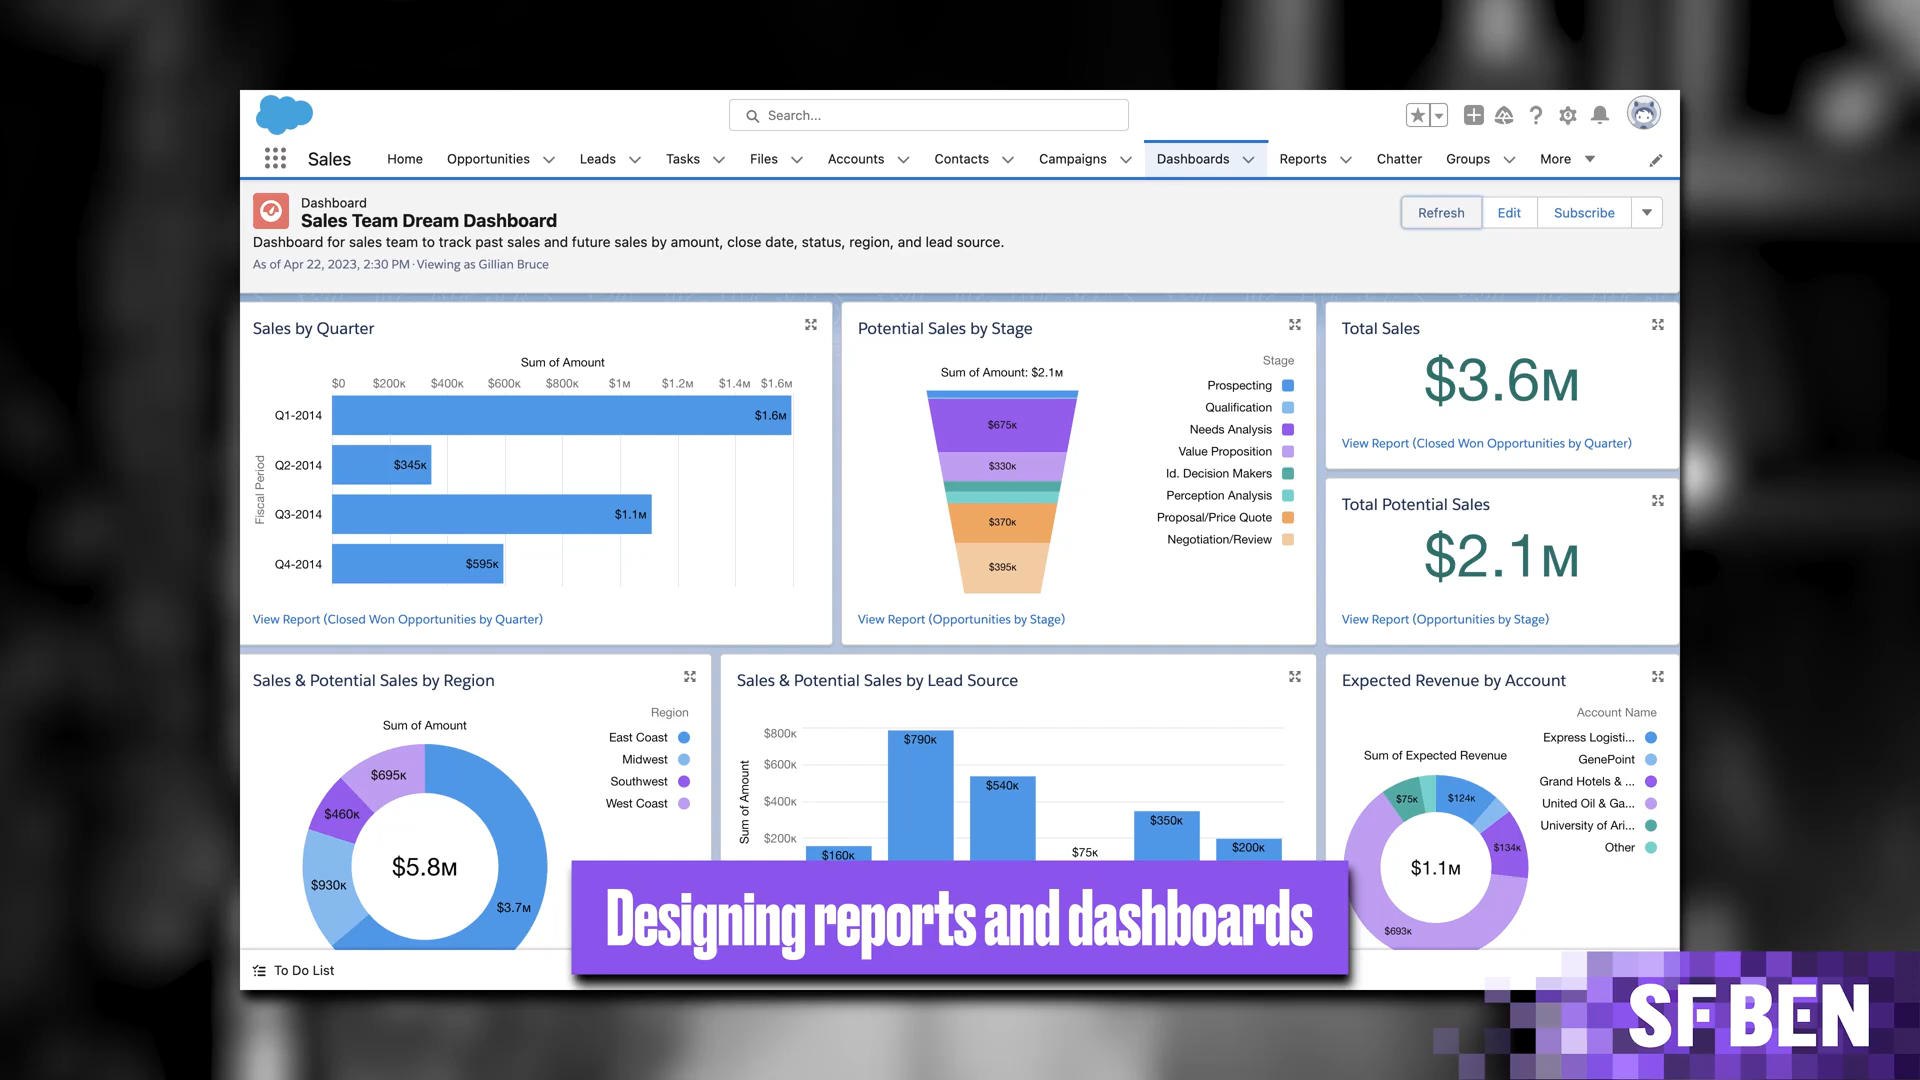 Search...
Sales
Home
Opportunities
Leads
Tasks
Files
Accounts
Contacts
Campaigns
Dashboards
Reports
Chatter
Groups
More
Dashboard
Sales Team Dream Dashboard
Dashboard for sales team to track past sales and future sales by amount, close date, status, region, and lead source.
As of Apr 22, 2023, 2:30 PM·Viewing as Gillian Bruce
Refresh
Edit
Subscribe
Sales by Quarter
Sum of Amount
$0
$200K
$400K
$600K
$800K
$1M
$1.2M
$1.4M
$1.6M
Fiscal Period
Q1-2014
$1.6M
Q2-2014
$345K
Q3-2014
$1.1M
Q4-2014
$595K
View Report (Closed Won Opportunities by Quarter)
Potential Sales by Stage
Sum of Amount: $2.1M
$675K
$330K
$370K
$395K
Stage
Prospecting
Qualification
Needs Analysis
Value Proposition
Id. Decision Makers
Perception Analysis
Proposal/Price Quote
Negotiation/Review
View Report (Opportunities by Stage)
Total Sales
$3.6M
View Report (Closed Won Opportunities by Quarter)
Total Potential Sales
$2.1M
View Report (Opportunities by Stage)
Sales & Potential Sales by Region
Sum of Amount
$695K
$460K
$930K
$3.7M
$5.8M
Region
East Coast
Midwest
Southwest
West Coast
Sales & Potential Sales by Lead Source
Sum of Amount
$800K
$600K
$400K
$200K
$160K
$790K
$540K
$75K
$350K
$200K
Expected Revenue by Account
Sum of Expected Revenue
$75K
$124K
$134K
$693K
$1.1M
Account Name
Express Logisti...
GenePoint
Grand Hotels & ...
United Oil & Ga...
University of Ari...
Other
Designing reports and dashboards
To Do List
SF BEN